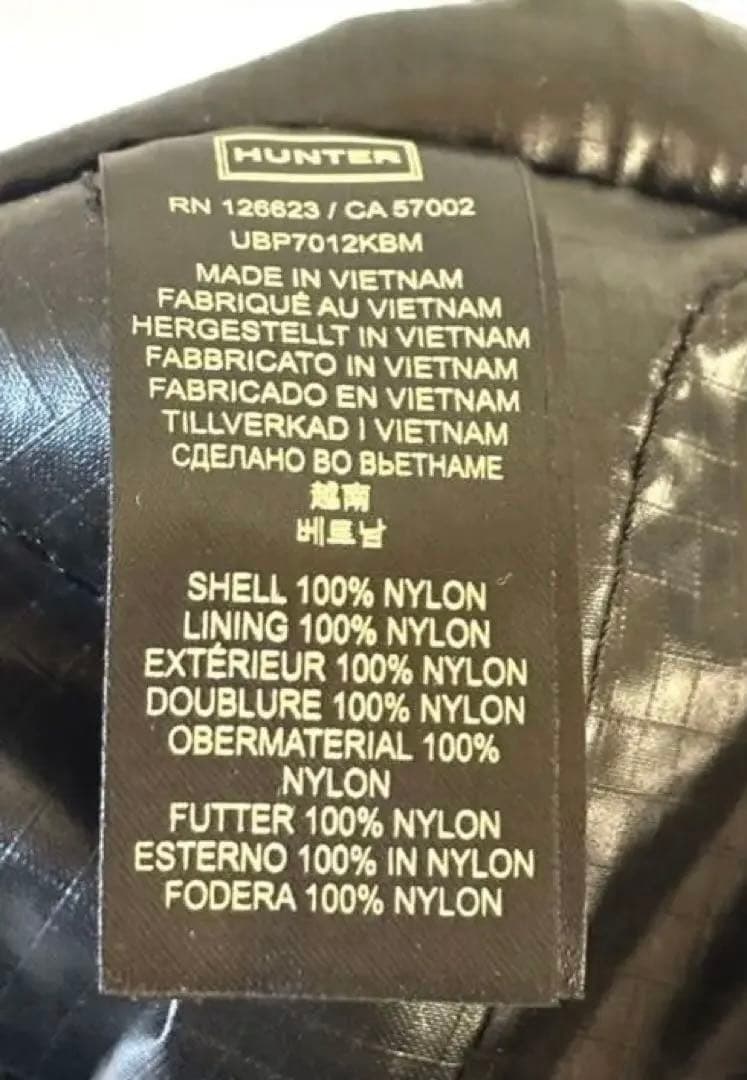 HUNTER
RN 126623 / CA 57002
UBP7012KBM
MADE IN VIETNAM
FABRIQUÉ AU VIETNAM
HERGESTELLT IN VIETNAM
FABBRICATO IN VIETNAM
FABRICADO EN VIETNAM
TILLVERKAD I VIETNAM
СДЕЛАНО ВО ВЬЕТНАМЕ
越南
베트남
SHELL 100% NYLON
LINING 100% NYLON
EXTÉRIEUR 100% NYLON
DOUBLURE 100% NYLON
OBERMATERIAL 100%
NYLON
FUTTER 100% NYLON
ESTERNO 100% IN NYLON
FODERA 100% NYLON